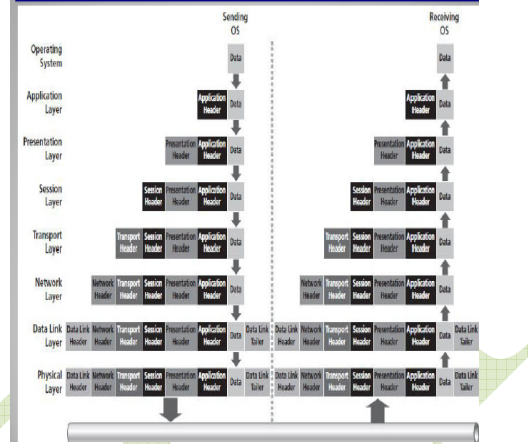 Sending OS Receiving OS
Operating System Data Data
Application Layer Application Header Data Application Header Data
Presentation Layer Presentation Header Application Header Data Presentation Header Application Header Data
Session Layer Session Header Presentation Header Application Header Data Session Header Presentation Header Application Header Data
Transport Layer Transport Header Session Header Presentation Header Application Header Data Transport Header Session Header Presentation Header Application Header Data
Network Layer Network Header Transport Header Session Header Presentation Header Application Header Data Network Header Transport Header Session Header Presentation Header Application Header Data
Data Link Layer Data Link Header Network Header Transport Header Session Header Presentation Header Application Header Data Data Link Tailer Data Link Header Network Header Transport Header Session Header Presentation Header Application Header Data Data Link Tailer
Physical Layer Data Link Header Network Header Transport Header Session Header Presentation Header Application Header Data Data Link Tailer Data Link Header Network Header Transport Header Session Header Presentation Header Application Header Data Data Link Tailer